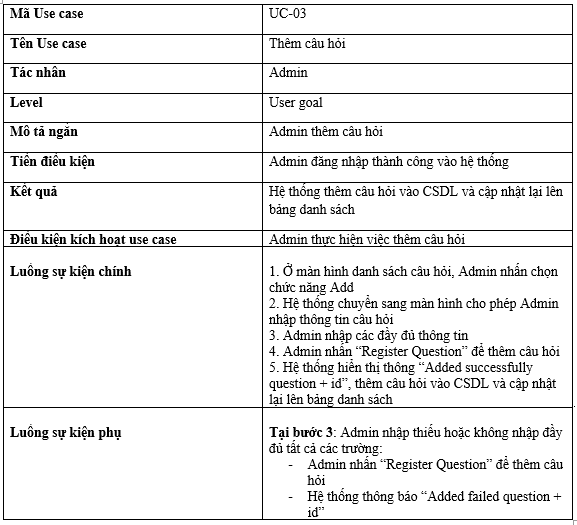 Mã Use case
UC-03
Tên Use case
Thêm câu hỏi
Tác nhân
Admin
Level
User goal
Mô tả ngắn
Admin thêm câu hỏi
Tiền điều kiện
Admin đăng nhập thành công vào hệ thống
Kết quả
Hệ thống thêm câu hỏi vào CSDL và cập nhật lại lên
bảng danh sách
Điều kiện kích hoạt use case
Admin thực hiện việc thêm câu hỏi
Luồng sự kiện chính
1. Ở màn hình danh sách câu hỏi, Admin nhấn chọn
chức năng Add
2. Hệ thống chuyển sang màn hình cho phép Admin
nhập thông tin câu hỏi
3. Admin nhập các đầy đủ thông tin
4. Admin nhấn “Register Question” để thêm câu hỏi
5. Hệ thống hiển thị thông “Added successfully
question + id”, thêm câu hỏi vào CSDL và cập nhật
lại lên bảng danh sách
Luồng sự kiện phụ
Tại bước 3: Admin nhập thiếu hoặc không nhập đầy
đủ tất cả các trường:
- Admin nhấn “Register Question” để thêm câu
hỏi
- Hệ thống thông báo “Added failed question +
id”